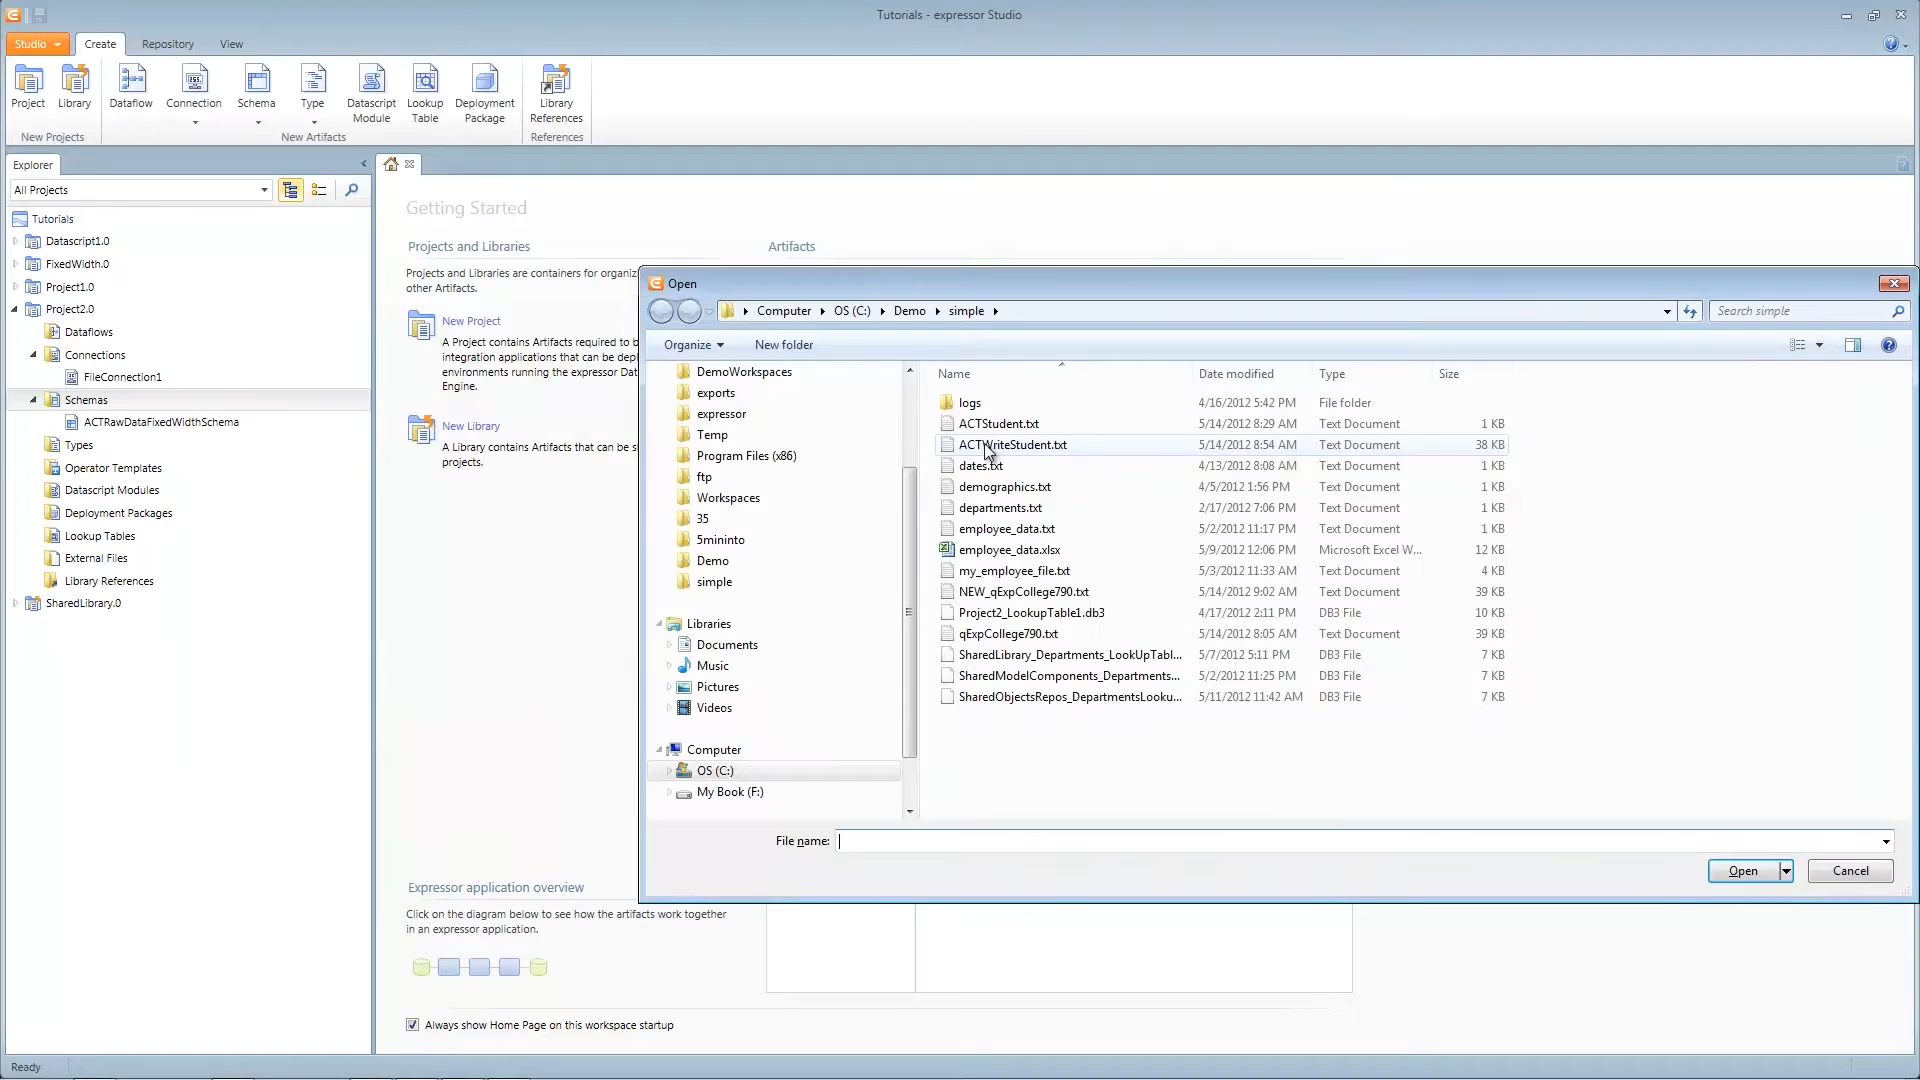 Tutorials - expressor Studio
Studio
Create
Repository
View
Project
Library
Dataflow
Connection
Schema
Type
Datascript
Module
Lookup
Table
Deployment
Package
Library
References
New Projects
New Artifacts
References
Explorer
All Projects
Tutorials
Datascript1.0
FixedWidth.0
Project1.0
Project2.0
Dataflows
Connections
FileConnection1
Schemas
ACTRawDataFixedWidthSchema
Types
Operator Templates
Datascript Modules
Deployment Packages
Lookup Tables
External Files
Library References
SharedLibrary.0
Getting Started
Projects and Libraries
Artifacts
Projects and Libraries are containers for organiz
other Artifacts.
New Project
A Project contains Artifacts required to b
integration applications that can be depl
environments running the expressor Dat
Engine.
New Library
A Library contains Artifacts that can be s
projects.
Expressor application overview
Click on the diagram below to see how the artifacts work together
in an expressor application.
Always show Home Page on this workspace startup
Open
Computer
OS (C:)
Demo
simple
Search simple
Organize
New folder
DemoWorkspaces
exports
expressor
Temp
Program Files (x86)
ftp
Workspaces
35
5mininto
Demo
simple
Libraries
Documents
Music
Pictures
Videos
Computer
OS (C:)
My Book (F:)
Name Date modified Type Size
logs 4/16/2012 5:42 PM File folder
ACTStudent.txt 5/14/2012 8:29 AM Text Document 1 KB
ACTWriteStudent.txt 5/14/2012 8:54 AM Text Document 38 KB
dates.txt 4/13/2012 8:08 AM Text Document 1 KB
demographics.txt 4/5/2012 1:56 PM Text Document 1 KB
departments.txt 2/17/2012 7:06 PM Text Document 1 KB
employee_data.txt 5/2/2012 11:17 PM Text Document 1 KB
employee_data.xlsx 5/9/2012 12:06 PM Microsoft Excel W... 12 KB
my_employee_file.txt 5/3/2012 11:33 AM Text Document 4 KB
NEW_qExpCollege790.txt 5/14/2012 9:02 AM Text Document 39 KB
Project2_LookupTable1.db3 4/17/2012 2:11 PM DB3 File 10 KB
qExpCollege790.txt 5/14/2012 8:05 AM Text Document 39 KB
SharedLibrary_Departments_LookUpTabl... 5/7/2012 5:11 PM DB3 File 7 KB
SharedModelComponents_Departments... 5/2/2012 11:25 PM DB3 File 7 KB
SharedObjectsRepos_DepartmentsLooku... 5/11/2012 11:42 AM DB3 File 7 KB
File name:
Open
Cancel
Ready